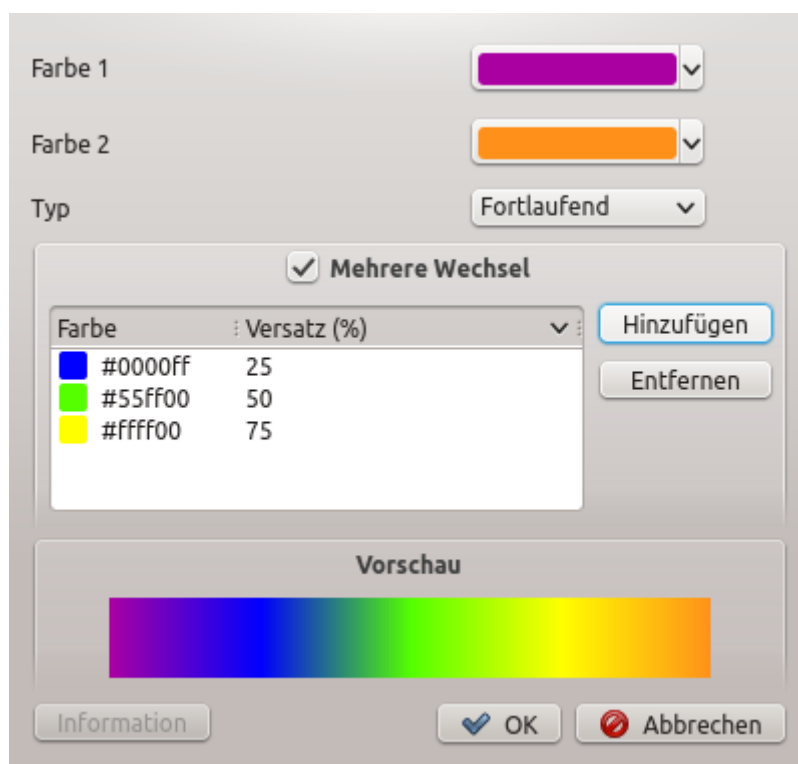 Farbe 1
Farbe 2
Typ Fortlaufend
Mehrere Wechsel
Farbe Versatz (%)
#0000ff 25
#55ff00 50
#ffff00 75
Hinzufügen
Entfernen
Vorschau
Information OK Abbrechen